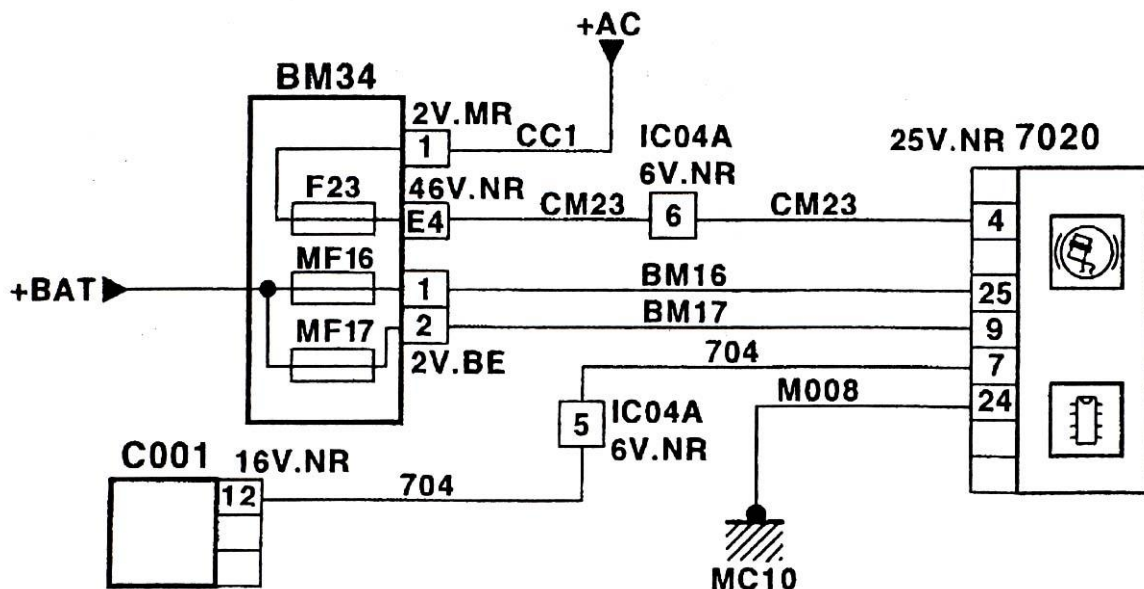 +AC
BM34
2V.MR
1
CC1
IC04A
6V.NR
25V.NR 7020
F23
46V.NR
E4
CM23
6
CM23
4
MF16
+BAT
1
BM16
25
MF17
2
BM17
9
2V.BE
704
7
M008
24
5
IC04A
6V.NR
C001
16V.NR
12
704
MC10